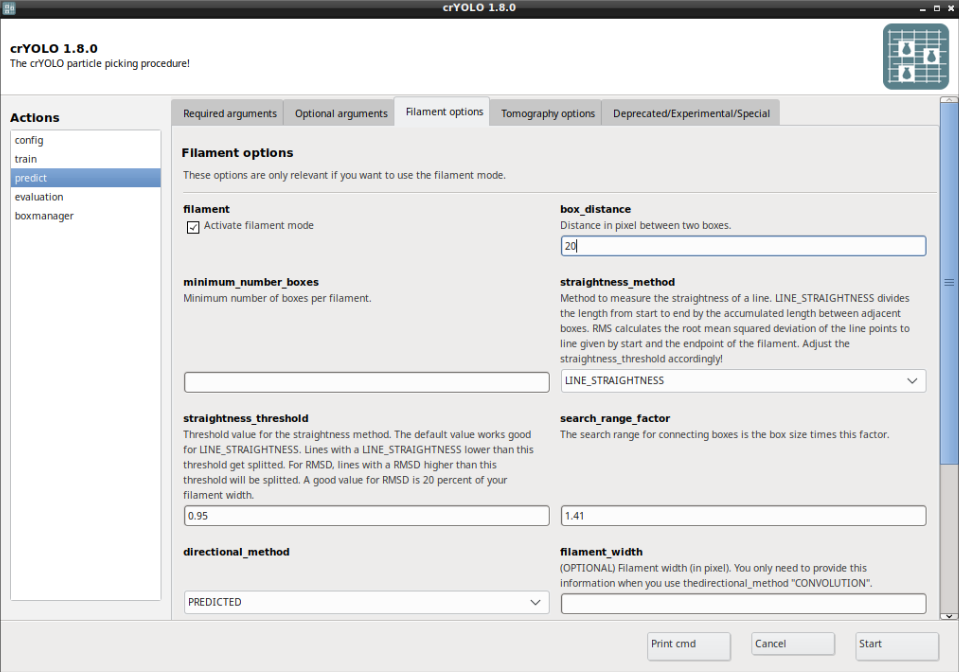 crYOLO 1.8.0
crYOLO 1.8.0
The crYOLO particle picking procedure!
Actions
config
train
predict
evaluation
boxmanager
Required arguments
Optional arguments
Filament options
Tomography options
Deprecated/Experimental/Special
Filament options
These options are only relevant if you want to use the filament mode.
filament
Activate filament mode
box_distance
Distance in pixel between two boxes.
20
minimum_number_boxes
Minimum number of boxes per filament.
straightness_method
Method to measure the straightness of a line. LINE_STRAIGHTNESS divides
the length from start to end by the accumulated length between adjacent
boxes. RMS calculates the root mean squared deviation of the line points to
line given by start and the endpoint of the filament. Adjust the
straightness_threshold accordingly!
LINE_STRAIGHTNESS
straightness_threshold
Threshold value for the straightness method. The default value works good
for LINE_STRAIGHTNESS. Lines with a LINE_STRAIGHTNESS lower than this
threshold get splitted. For RMSD, lines with a RMSD higher than this
threshold will be splitted. A good value for RMSD is 20 percent of your
filament width.
0.95
search_range_factor
The search range for connecting boxes is the box size times this factor.
1.41
directional_method
PREDICTED
filament_width
(OPTIONAL) Filament width (in pixel). You only need to provide this
information when you use thedirectional_method "CONVOLUTION".
Print cmd
Cancel
Start